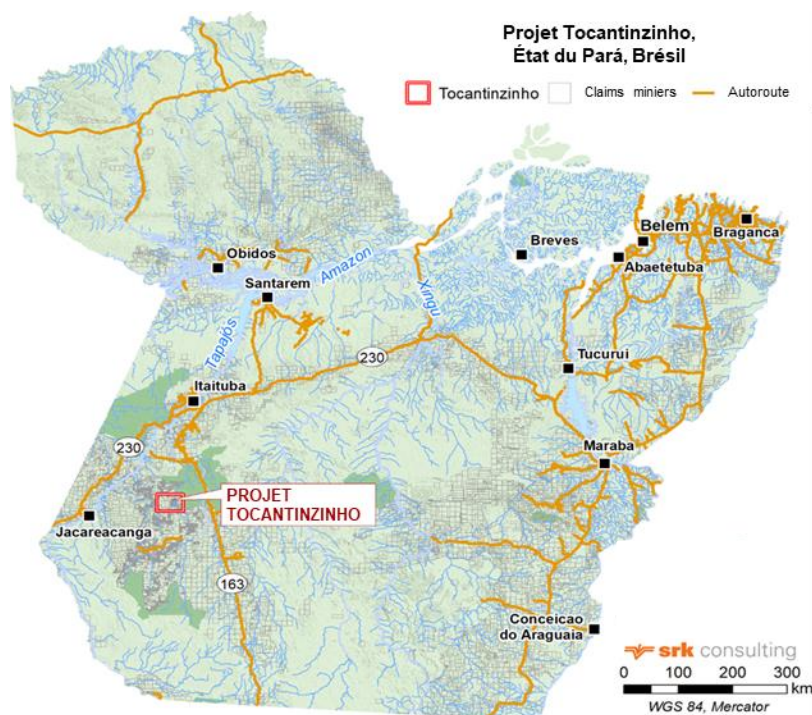 Projet Tocantinzinho,
État du Pará, Brésil
Tocantinzinho
Claims miniers
Autoroute
Obidos
Santarem
Amazon
Tapajós
Xingu
Breves
Belem
Braganca
Abaetetuba
230
Tucurui
Itaituba
230
Maraba
PROJET
TOCANTINZINHO
Jacareacanga
163
Conceicao
do Araguaia
srk consulting
0 100 200 300
km
WGS 84, Mercator